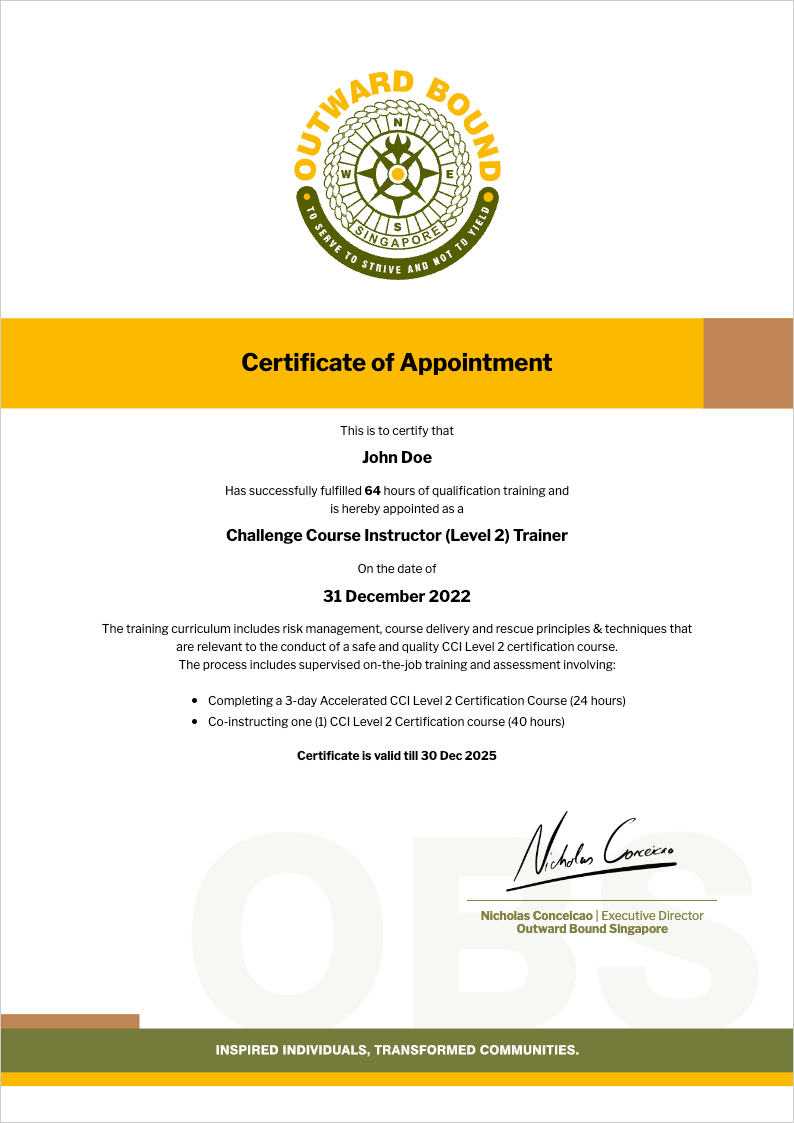 OUTWARD BOUND
N
W
E
S
SINGAPORE
TO SERVE TO STRIVE AND NOT TO YIELD
Certificate of Appointment
This is to certify that
John Doe
Has successfully fulfilled 64 hours of qualification training and
is hereby appointed as a
Challenge Course Instructor (Level 2) Trainer
On the date of
31 December 2022
The training curriculum includes risk management, course delivery and rescue principles & techniques that
are relevant to the conduct of a safe and quality CCI Level 2 certification course.
The process includes supervised on-the-job training and assessment involving:
• Completing a 3-day Accelerated CCI Level 2 Certification Course (24 hours)
• Co-instructing one (1) CCI Level 2 Certification course (40 hours)
Certificate is valid till 30 Dec 2025
OBS
Nicholas Conceicao
Nicholas Conceicao | Executive Director
Outward Bound Singapore
INSPIRED INDIVIDUALS, TRANSFORMED COMMUNITIES.